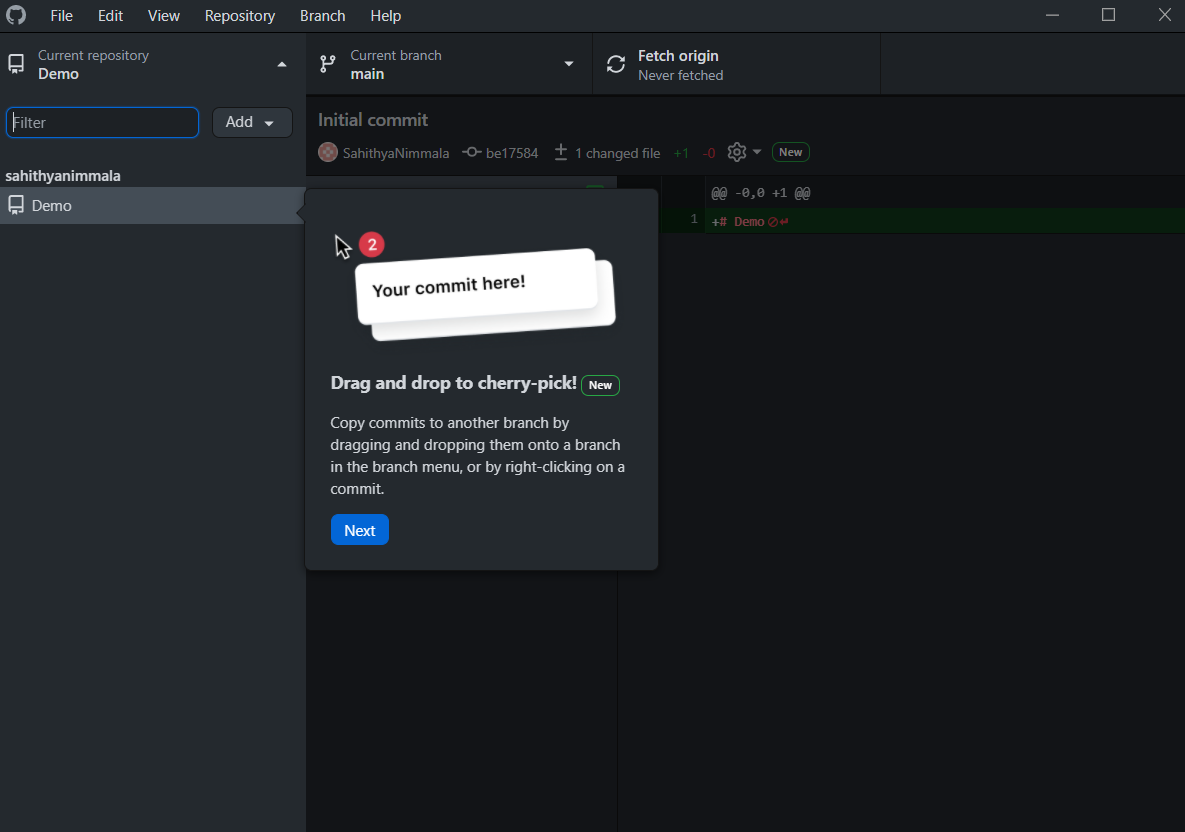 File Edit View Repository Branch Help
Current repository
Demo
Current branch
main
Fetch origin
Never fetched
Filter
Add
Initial commit
SahithyaNimmala be17584 1 changed file +1 -0 New
sahithyanimmala
Demo
@@ -0,0 +1 @@
1 +# Demo
2
Your commit here!
Drag and drop to cherry-pick! New
Copy commits to another branch by
dragging and dropping them onto a branch
in the branch menu, or by right-clicking on a
commit.
Next